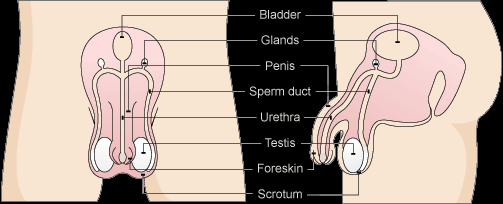 Bladder
Glands
Penis
Sperm duct
Urethra
Testis
Foreskin
Scrotum